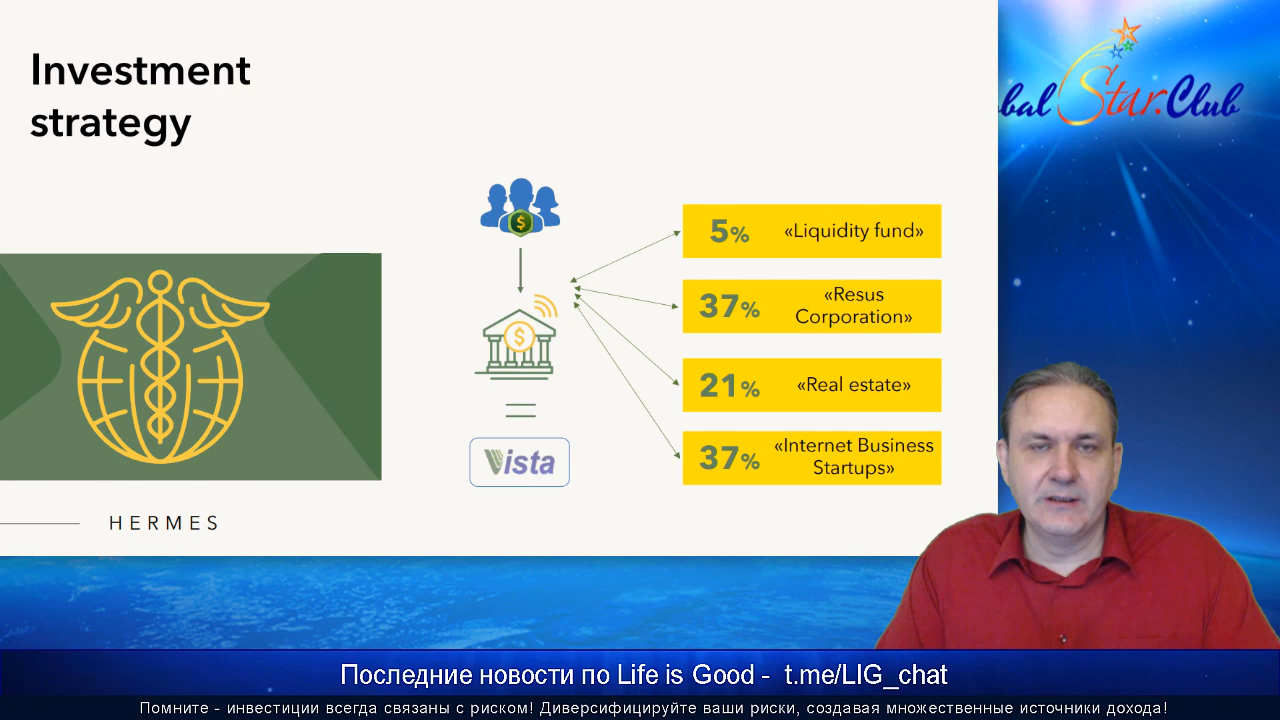 Investment
strategy
obal Star.Club
5% «Liquidity fund»
37% «Resus
Corporation»
21% «Real estate»
37% «Internet Business
Startups»
$
$
Vista
HERMES
Последние новости по Life is Good - t.me/LIG_chat
Помните - инвестиции всегда связаны с риском! Диверсифицируйте ваши риски, создавая множественные источники дохода!